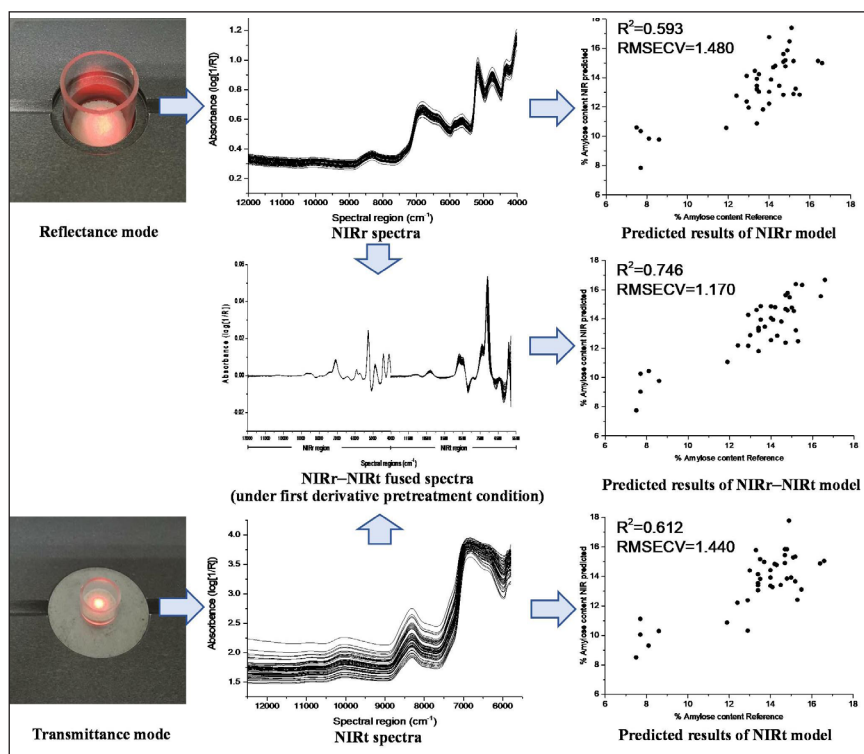 Absorbance (log[1/R])
1.2
1.0
0.8
0.6
0.4
0.2
12000 11000 10000 9000 8000 7000 6000 5000 4000
Spectral region (cm-1)
NIRr spectra
R2=0.593
RMSECV=1.480
% Amylose content NIR predicted
18
16
14
12
10
8
6
6 8 10 12 14 16 18
% Amylose content Reference
Predicted results of NIRr model
Reflectance mode
Absorbance (log[1/R])
0.06
0.04
0.02
0.00
-0.02
NIRr region
NIRt region
Spectral regions (cm-1)
NIRr–NIRt fused spectra
(under first derivative pretreatment condition)
R2=0.746
RMSECV=1.170
% Amylose content NIR predicted
18
16
14
12
10
8
6
6 8 10 12 14 16 18
% Amylose content Reference
Predicted results of NIRr–NIRt model
Absorbance (log[1/R])
4.0
3.5
3.0
2.5
2.0
1.5
12000 11000 10000 9000 8000 7000 6000
Spectral region (cm-1)
NIRt spectra
R2=0.612
RMSECV=1.440
% Amylose content NIR predicted
18
16
14
12
10
8
6
6 8 10 12 14 16 18
% Amylose content Reference
Predicted results of NIRt model
Transmittance mode